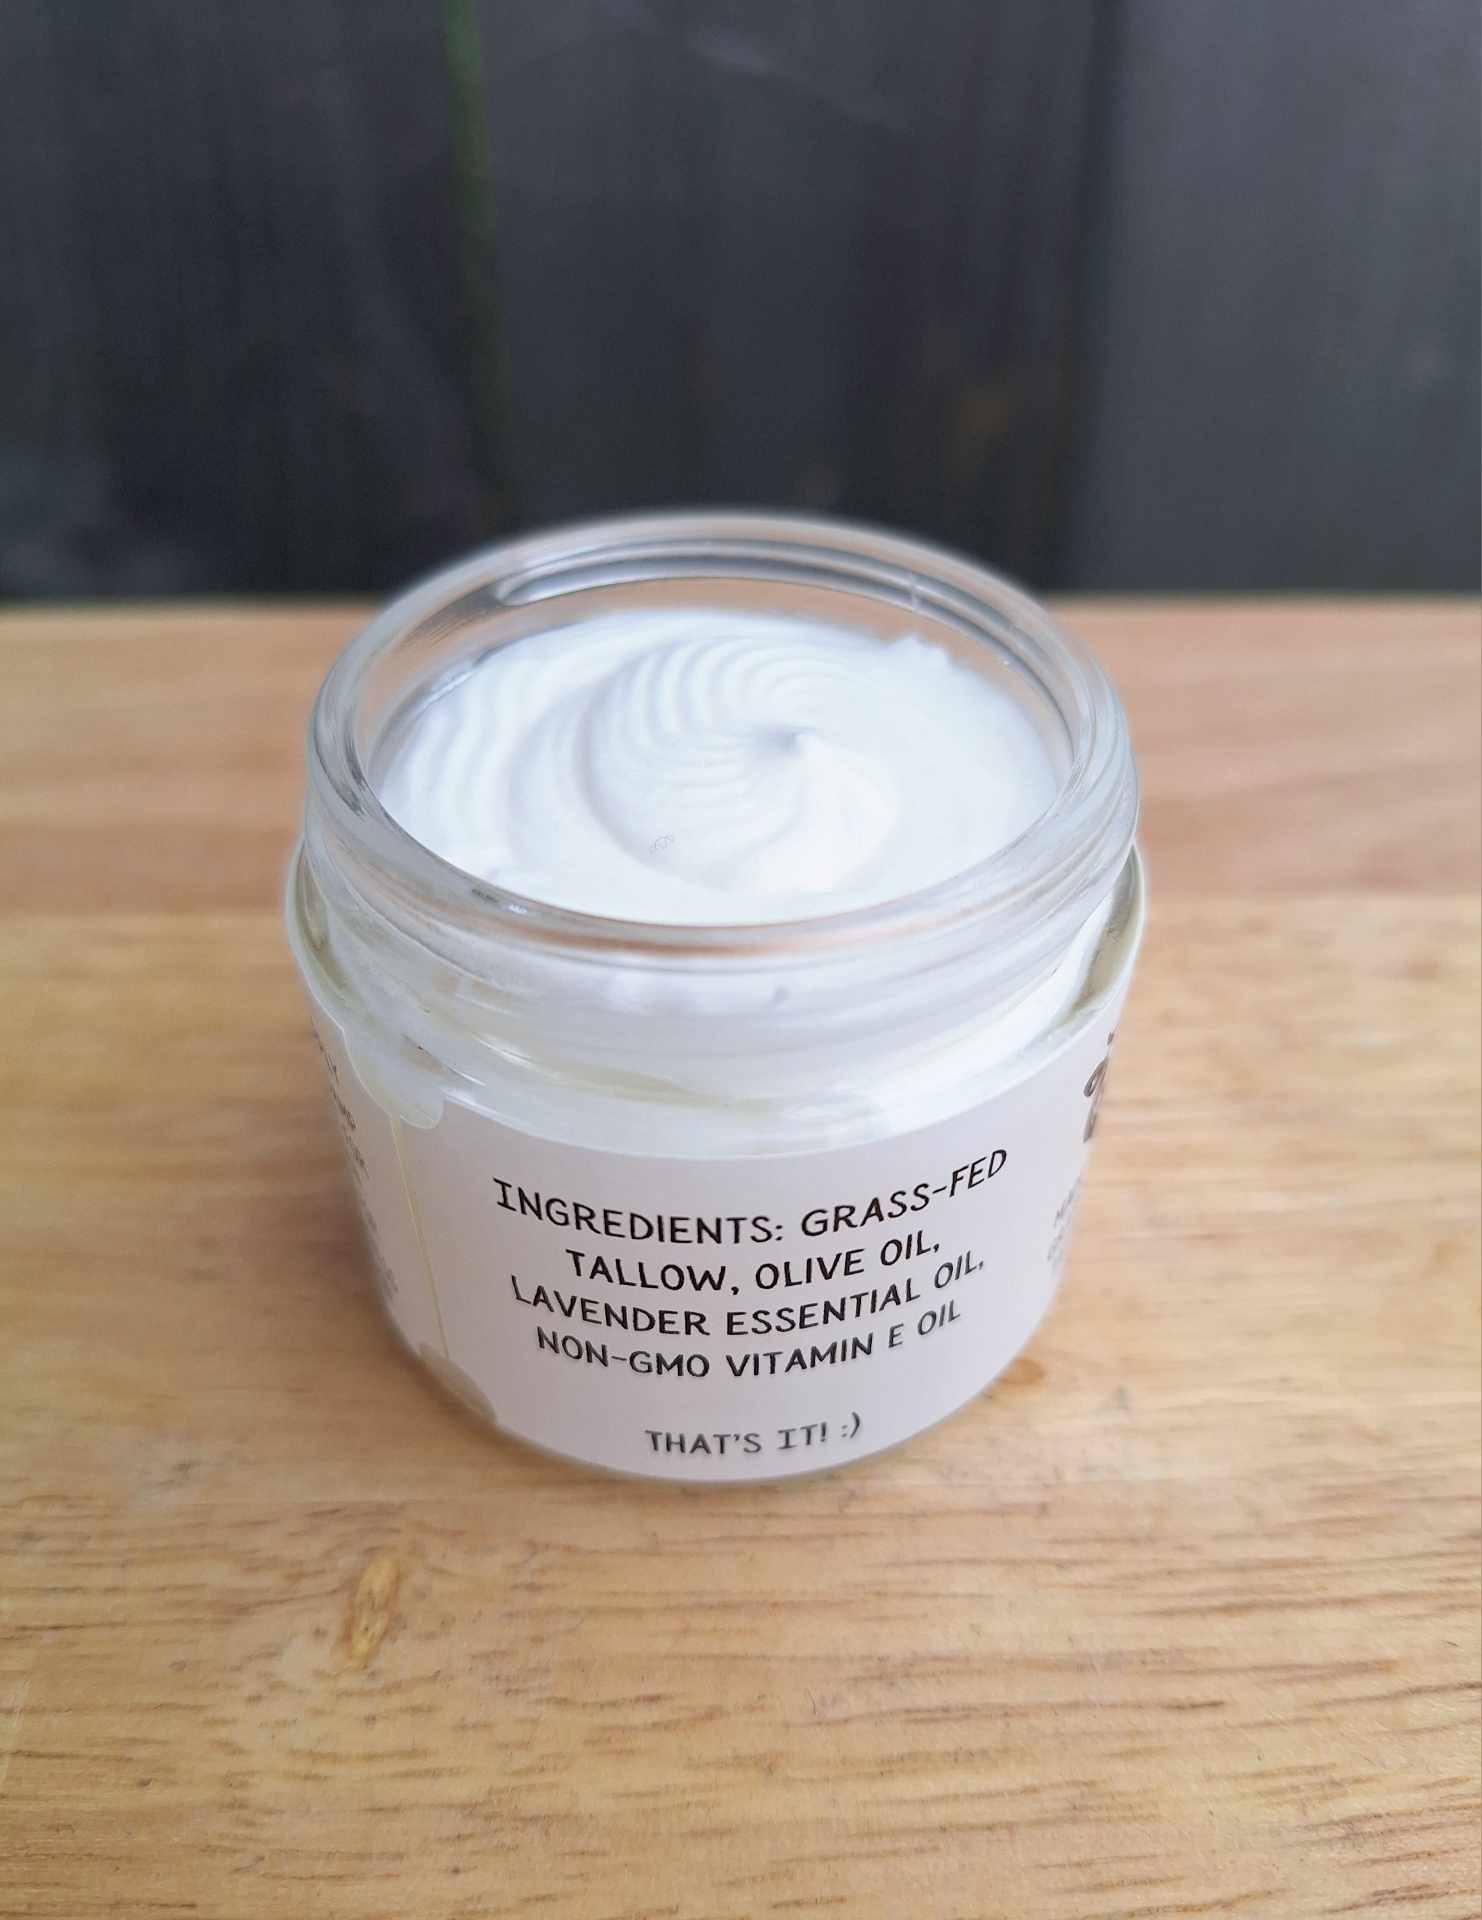 INGREDIENTS: GRASS-FED
TALLOW, OLIVE OIL,
LAVENDER ESSENTIAL OIL,
NON-GMO VITAMIN E OIL
THAT'S IT! :)